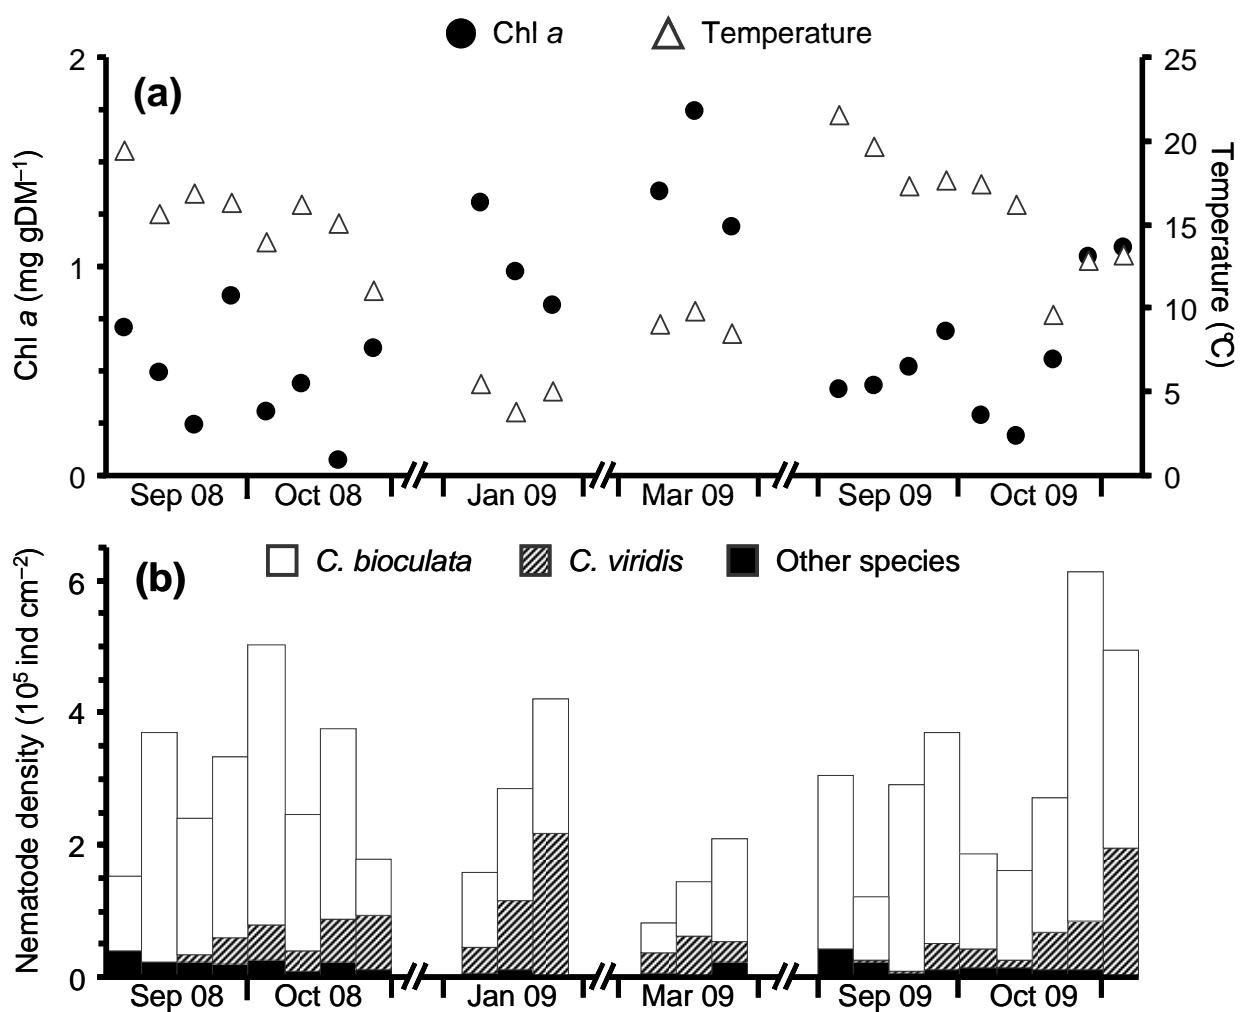 Chl a Temperature
(a)
2
1
0
25
20
15
10
5
0
Chl a (mg gDM⁻¹)
Temperature (℃)
Sep 08 Oct 08 Jan 09 Mar 09 Sep 09 Oct 09
C. bioculata C. viridis Other species
(b)
6
4
2
0
Nematode density (10⁵ ind cm⁻²)
Sep 08 Oct 08 Jan 09 Mar 09 Sep 09 Oct 09